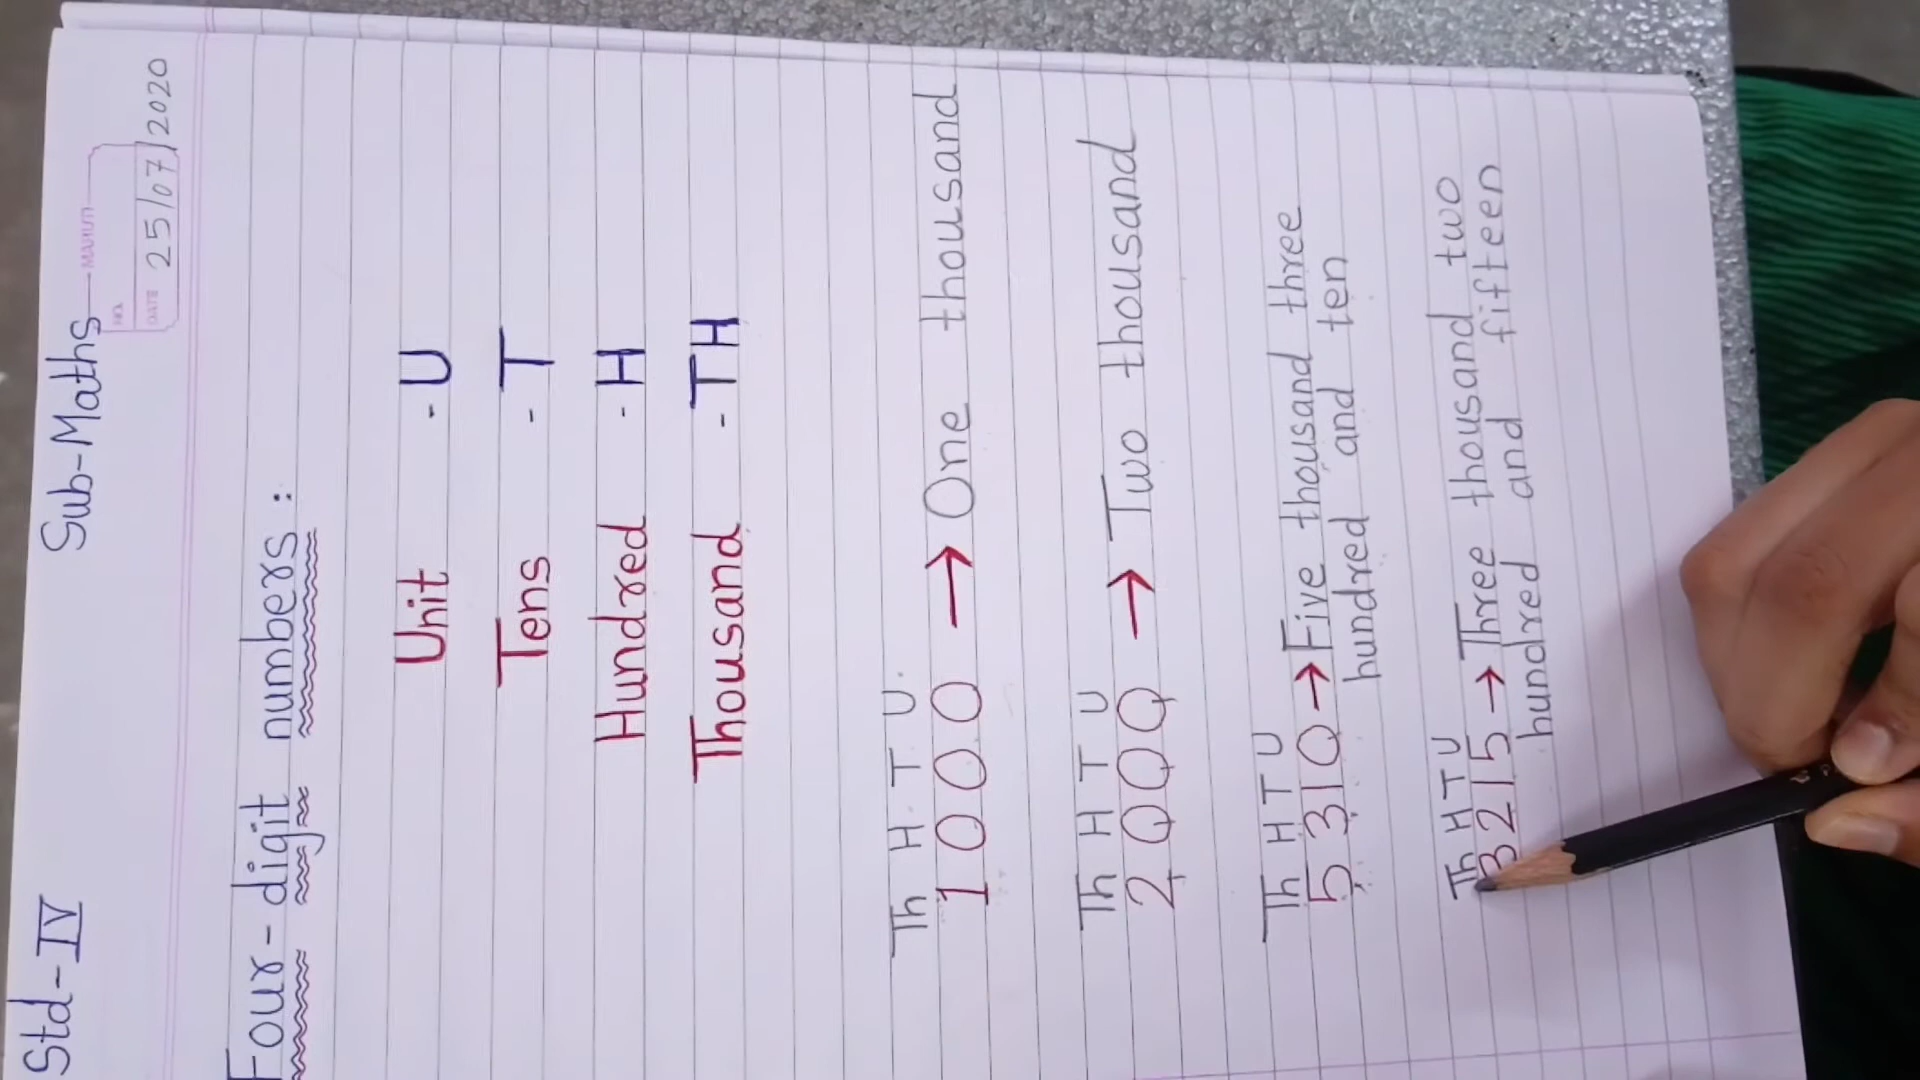 Std-IV Sub-Maths
MARUTI
NO.
DATE 25/07/2020
Four-digit numbers :
Unit - U
Tens - T
Hundred - H
Thousand - TH
Th H T U.
1000 → One thousand
Th H T U
2000 → Two thousand
Th H T U
5310 → Five thousand three
hundred and ten
Th H T U
3215 → Three thousand two
hundred and fifteen